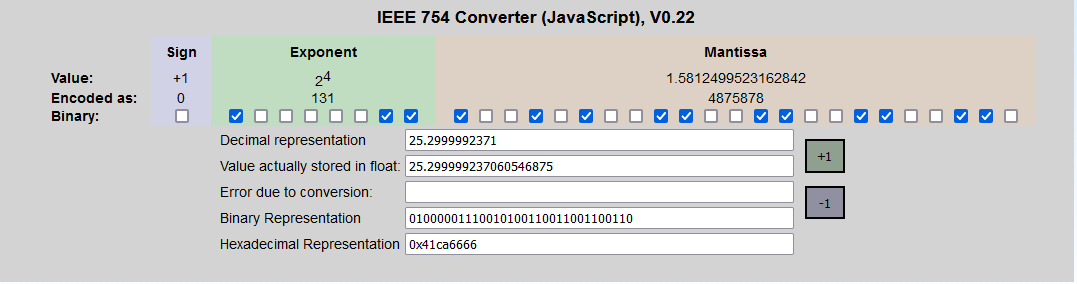 IEEE 754 Converter (JavaScript), V0.22
Sign Exponent Mantissa
Value: +1 2^4 1.5812499523162842
Encoded as: 0 131 4875878
Binary:
Decimal representation 25.2999992371
+1
Value actually stored in float: 25.299999237060546875
Error due to conversion:
-1
Binary Representation 01000001110010100110011001100110
Hexadecimal Representation 0x41ca6666